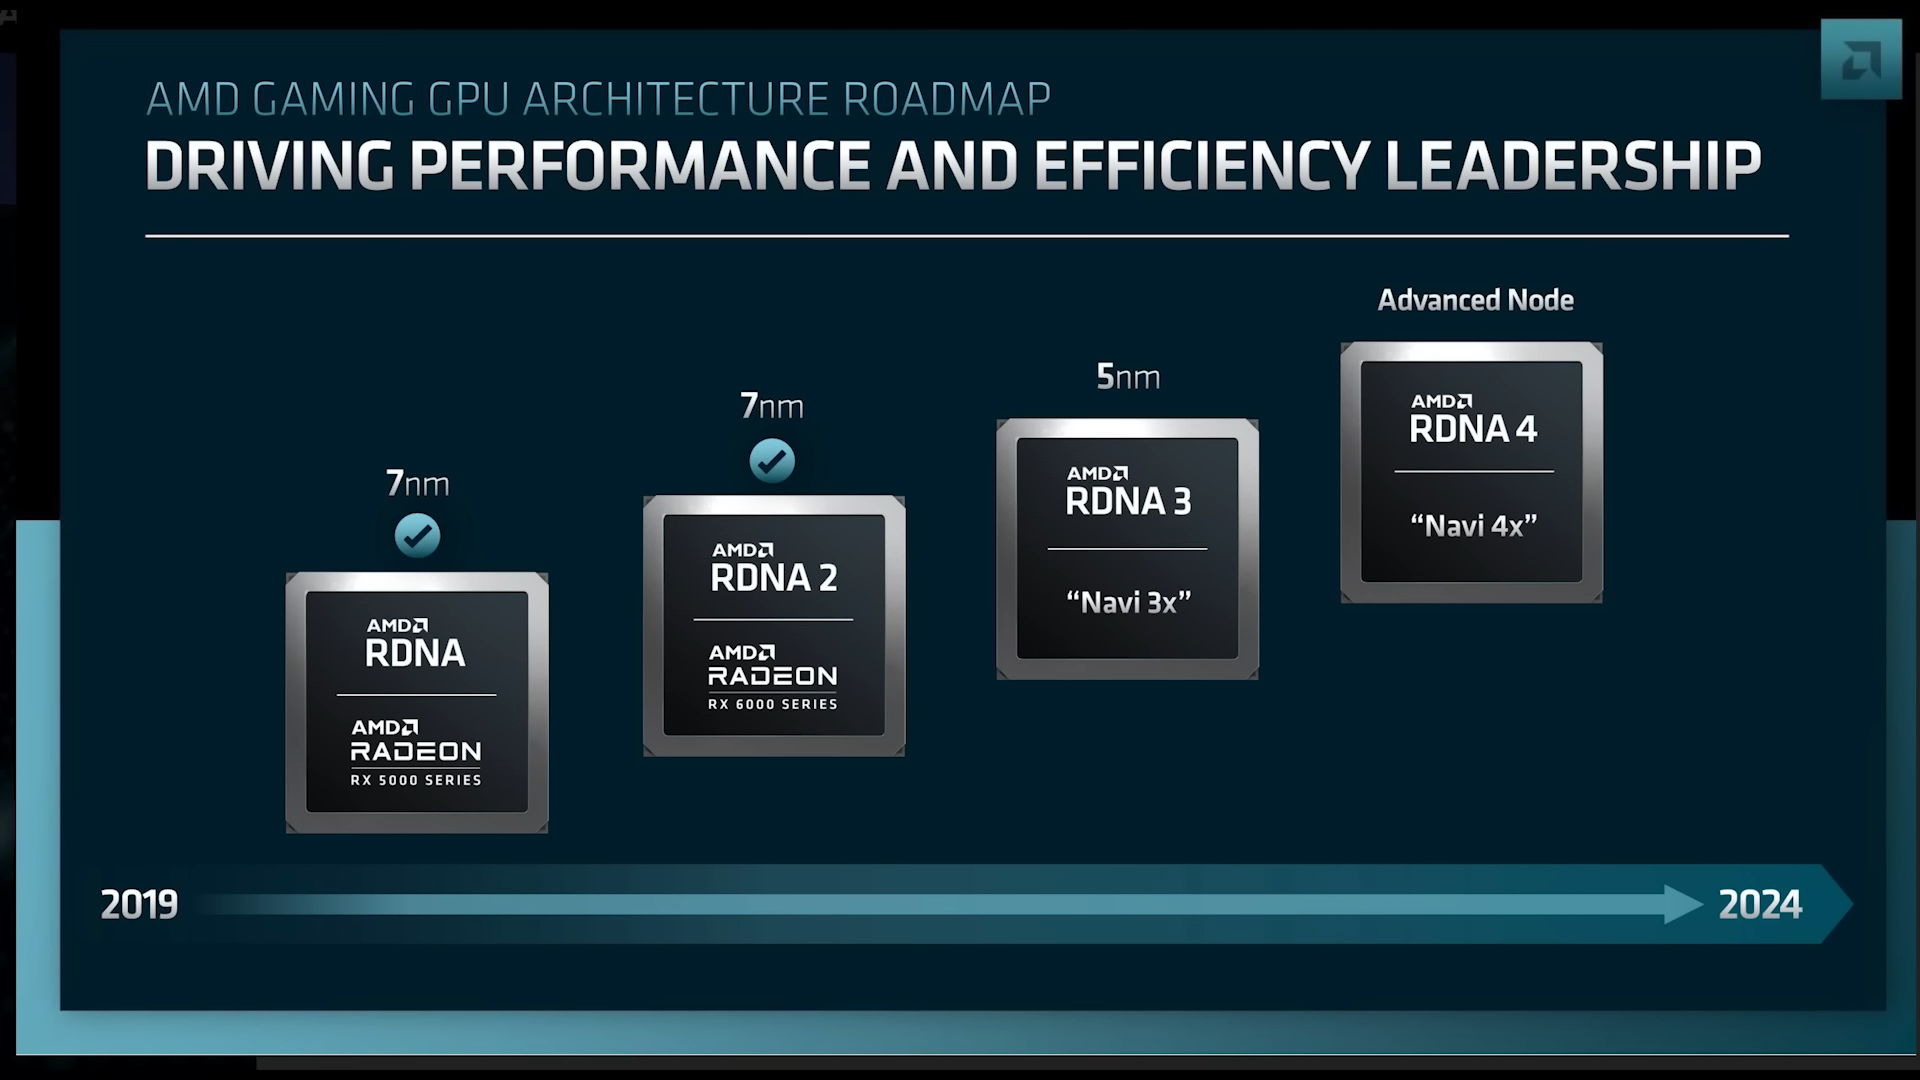 AMD GAMING GPU ARCHITECTURE ROADMAP
DRIVING PERFORMANCE AND EFFICIENCY LEADERSHIP
7nm
AMD
RDNA
AMD
RADEON
RX 5000 SERIES
7nm
AMD
RDNA 2
AMD
RADEON
RX 6000 SERIES
5nm
AMD
RDNA 3
“Navi 3x”
Advanced Node
AMD
RDNA 4
“Navi 4x”
2019
2024